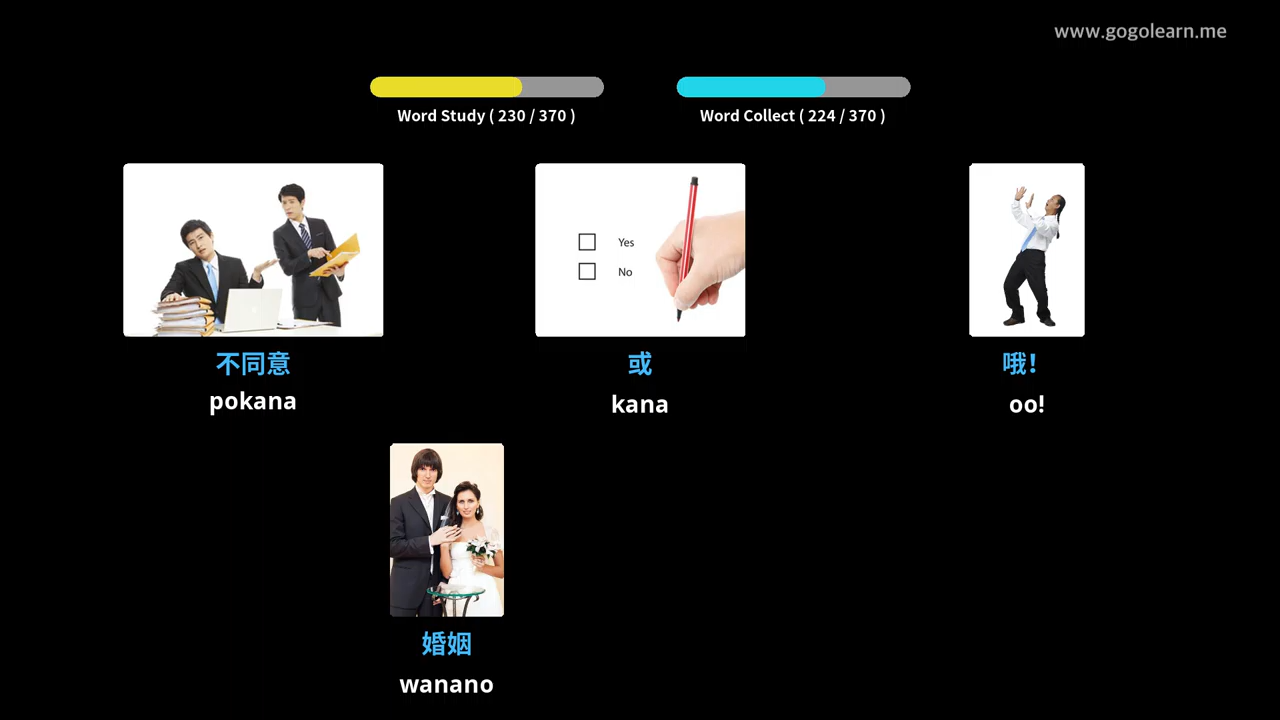 www.gogolearn.me
Word Study ( 230 / 370 )
Word Collect ( 224 / 370 )
Yes
No
不同意
pokana
或
kana
哦!
oo!
婚姻
wanano